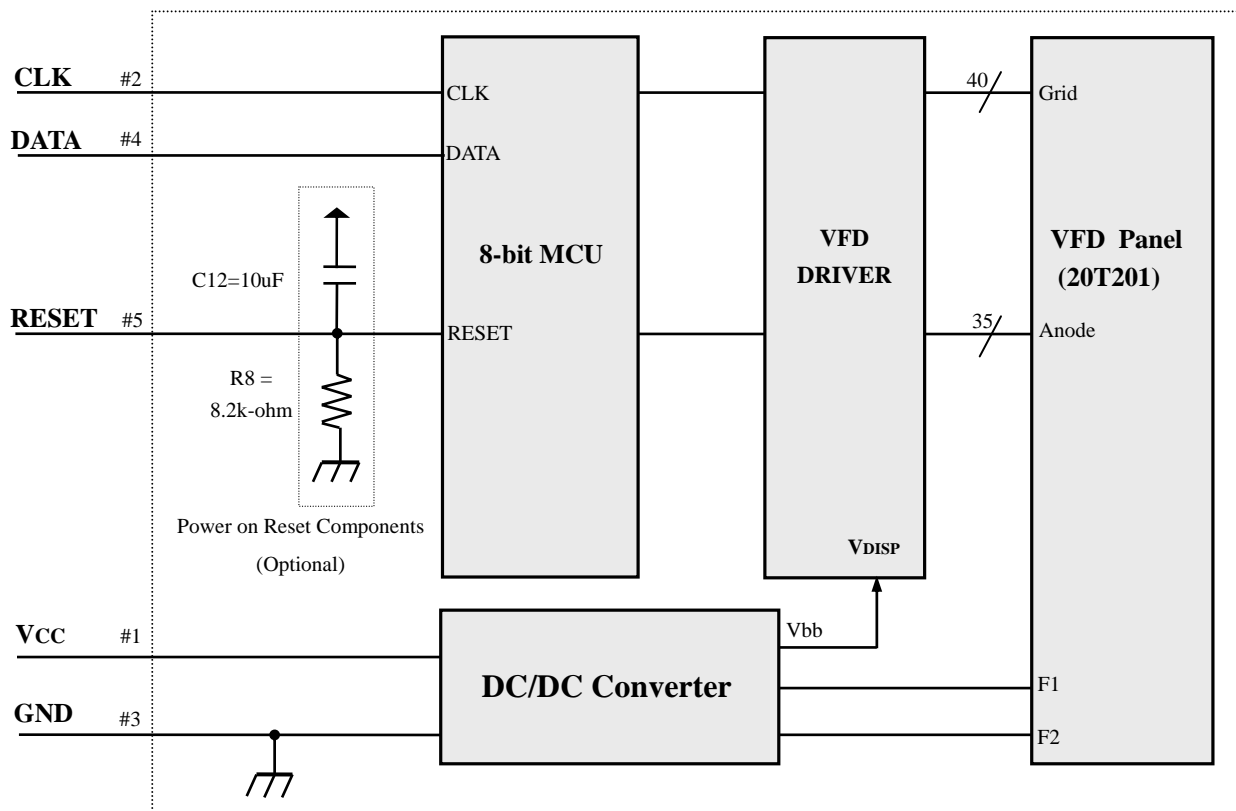 CLK #2
CLK
40
Grid
DATA #4
DATA
8-bit MCU
VFD
DRIVER
VFD Panel
(20T201)
C12=10uF
RESET #5
RESET
35
Anode
R8 =
8.2k-ohm
Power on Reset Components
(Optional)
VDISP
VCC #1
Vbb
DC/DC Converter
F1
GND #3
F2